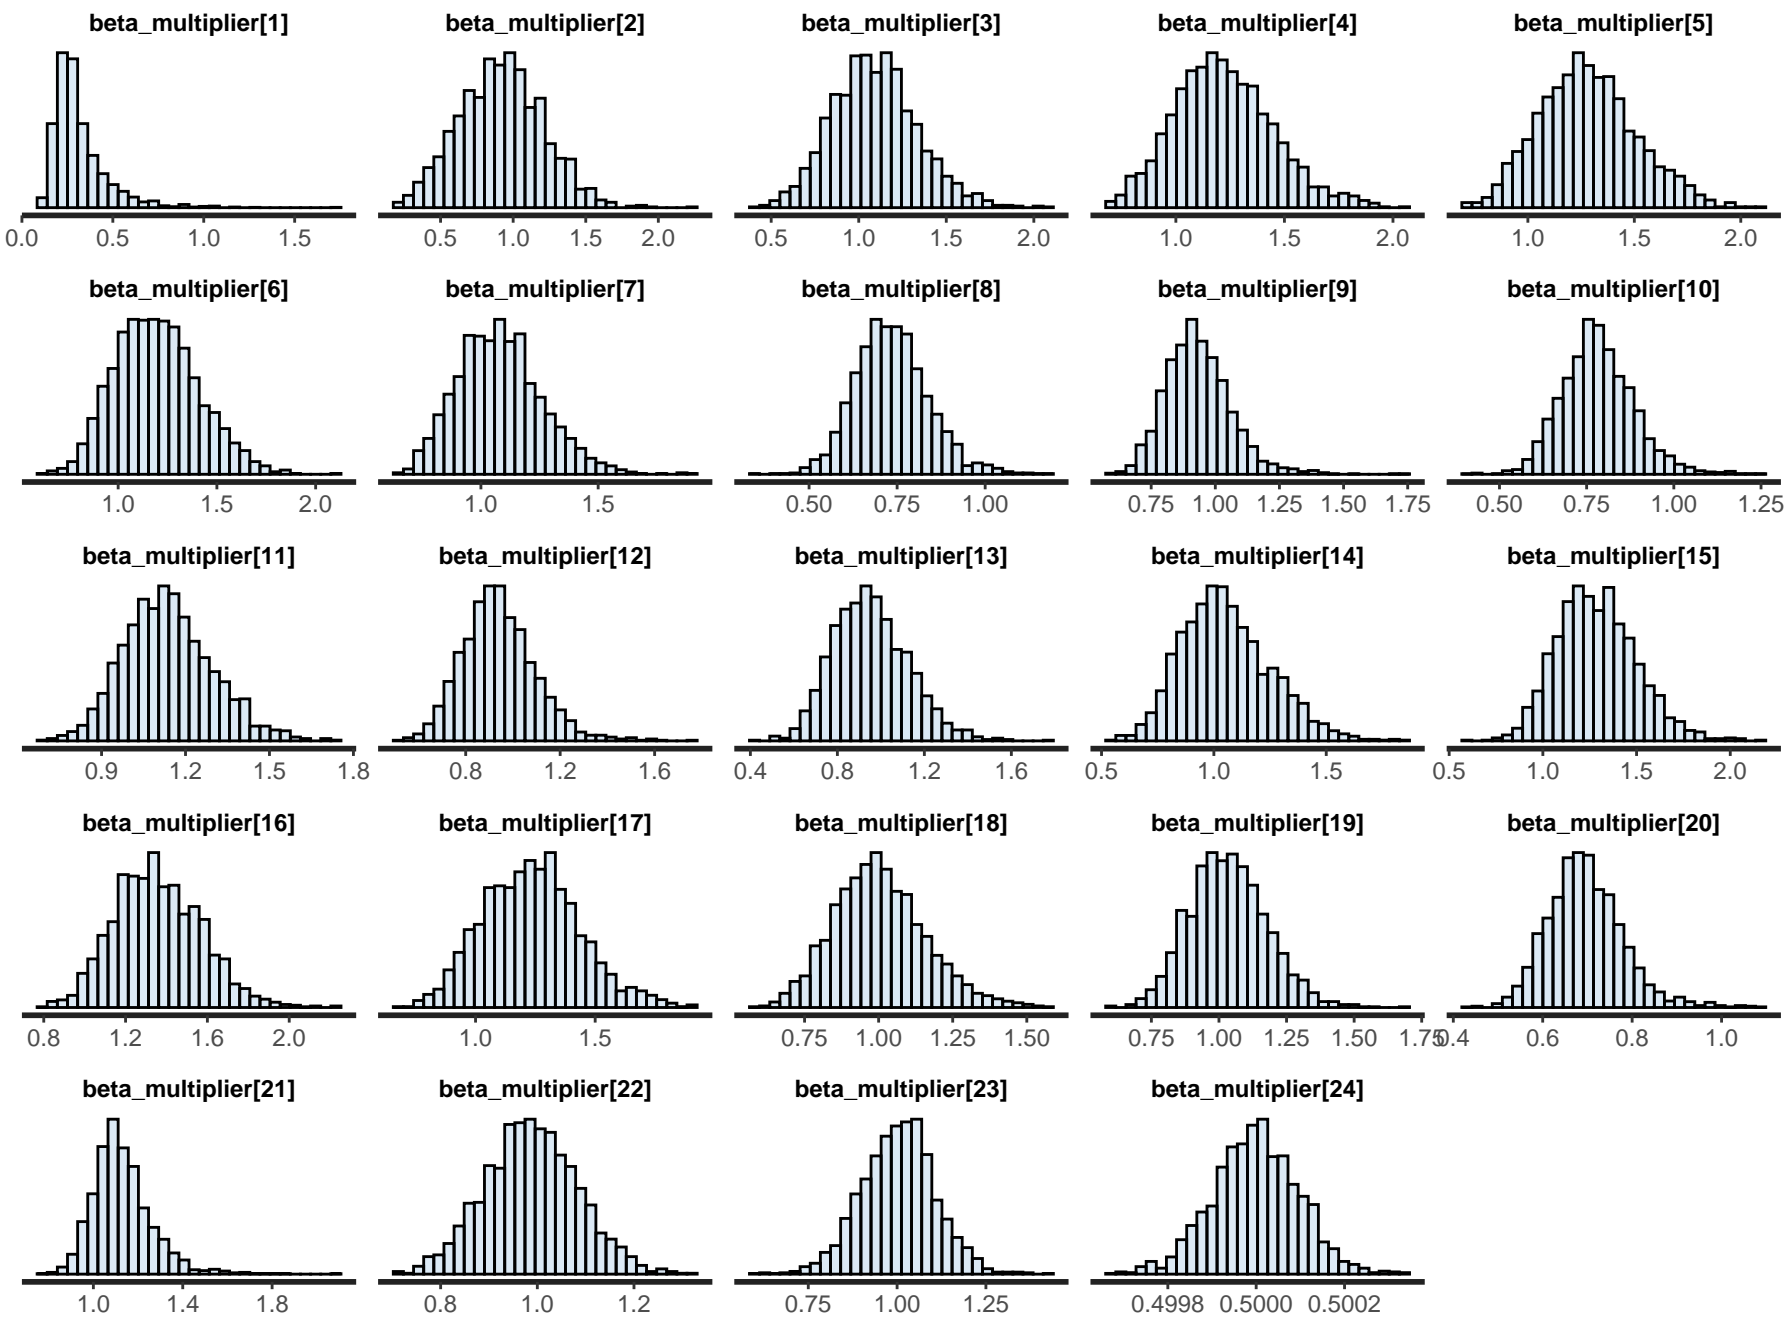 beta_multiplier[1] beta_multiplier[2] beta_multiplier[3] beta_multiplier[4] beta_multiplier[5]
0.0 0.5 1.0 1.5 0.5 1.0 1.5 2.0 0.5 1.0 1.5 2.0 1.0 1.5 2.0 1.0 1.5 2.0
beta_multiplier[6] beta_multiplier[7] beta_multiplier[8] beta_multiplier[9] beta_multiplier[10]
1.0 1.5 2.0 1.0 1.5 0.50 0.75 1.00 0.75 1.00 1.25 1.50 1.75 0.50 0.75 1.00 1.25
beta_multiplier[11] beta_multiplier[12] beta_multiplier[13] beta_multiplier[14] beta_multiplier[15]
0.9 1.2 1.5 1.8 0.8 1.2 1.6 0.4 0.8 1.2 1.6 0.5 1.0 1.5 0.5 1.0 1.5 2.0
beta_multiplier[16] beta_multiplier[17] beta_multiplier[18] beta_multiplier[19] beta_multiplier[20]
0.8 1.2 1.6 2.0 1.0 1.5 0.75 1.00 1.25 1.50 0.75 1.00 1.25 1.50 1.75 0.4 0.6 0.8 1.0
beta_multiplier[21] beta_multiplier[22] beta_multiplier[23] beta_multiplier[24]
1.0 1.4 1.8 0.8 1.0 1.2 0.75 1.00 1.25 0.4998 0.5000 0.5002